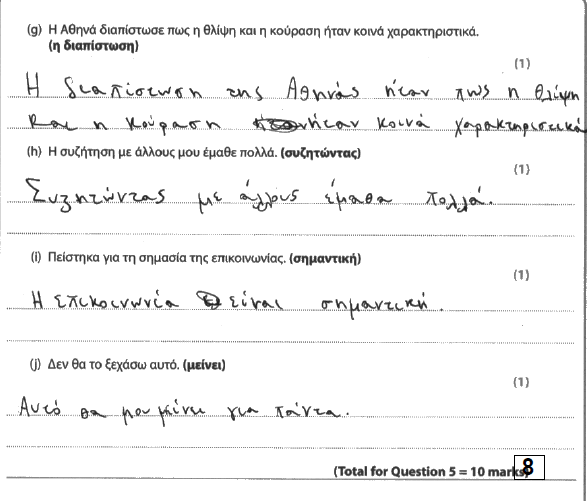 (g) Η Αθηνά διαπίστωσε πως η θλίψη και η κούραση ήταν κοινά χαρακτηριστικά.
(η διαπίστωση)
(1)
Η διαπίστωση της Αθηνάς ήταν πως η θλίψη
και η κούραση ήταν κοινά χαρακτηριστικά
(h) Η συζήτηση με άλλους μου έμαθε πολλά. (συζητώντας)
(1)
Συζητώντας με άλλους έμαθα πολλά.
(i) Πείστηκα για τη σημασία της επικοινωνίας. (σημαντική)
(1)
Η επικοινωνία είναι σημαντική.
(j) Δεν θα το ξεχάσω αυτό. (μείνει)
(1)
Αυτό θα μου μείνει για πάντα.
(Total for Question 5 = 10 marks)
8